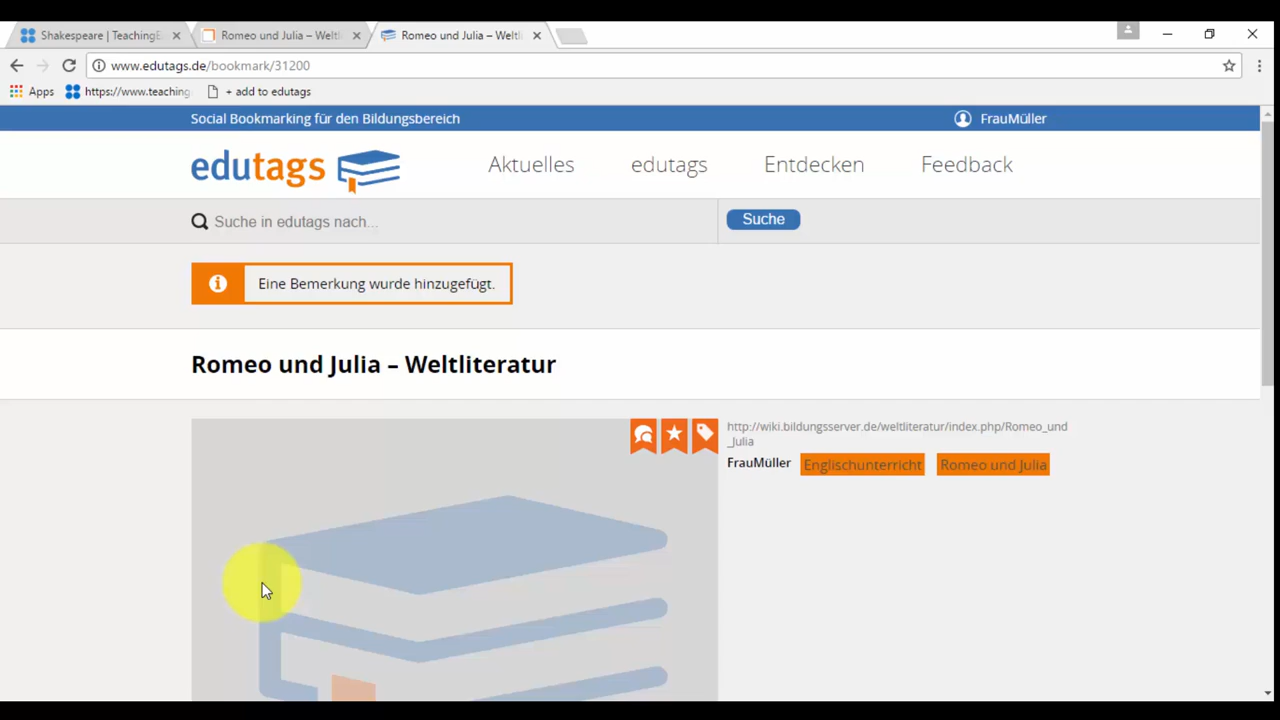 Shakespeare | TeachingE
Romeo und Julia – Weltli
Romeo und Julia – Weltli
www.edutags.de/bookmark/31200
Apps
https://www.teaching
+ add to edutags
Social Bookmarking für den Bildungsbereich
FrauMüller
edutags
Aktuelles
edutags
Entdecken
Feedback
Suche in edutags nach...
Suche
Eine Bemerkung wurde hinzugefügt.
Romeo und Julia – Weltliteratur
http://wiki.bildungsserver.de/weltliteratur/index.php/Romeo_und
_Julia
FrauMüller Englischunterricht Romeo und Julia